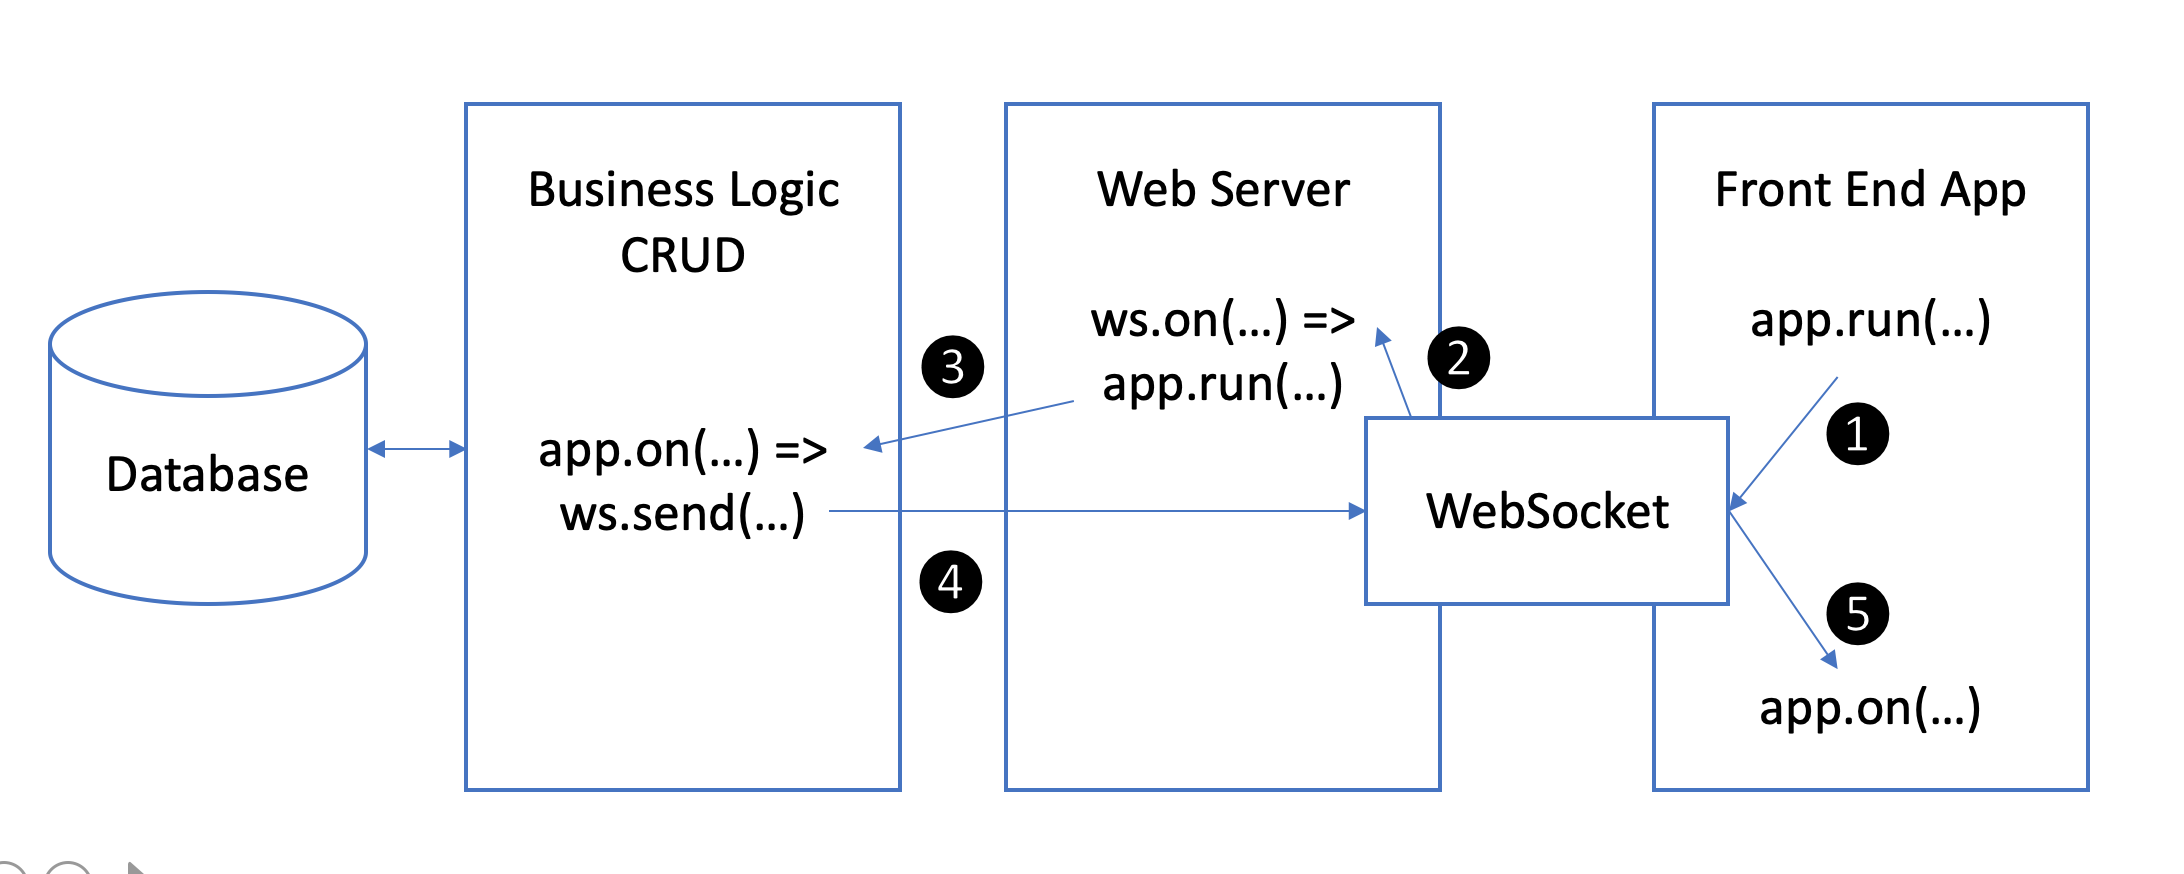 Database
Business Logic
CRUD
app.on(...) =>
ws.send(...)
3
4
Web Server
ws.on(...) =>
app.run(...)
2
WebSocket
Front End App
app.run(...)
1
5
app.on(...)